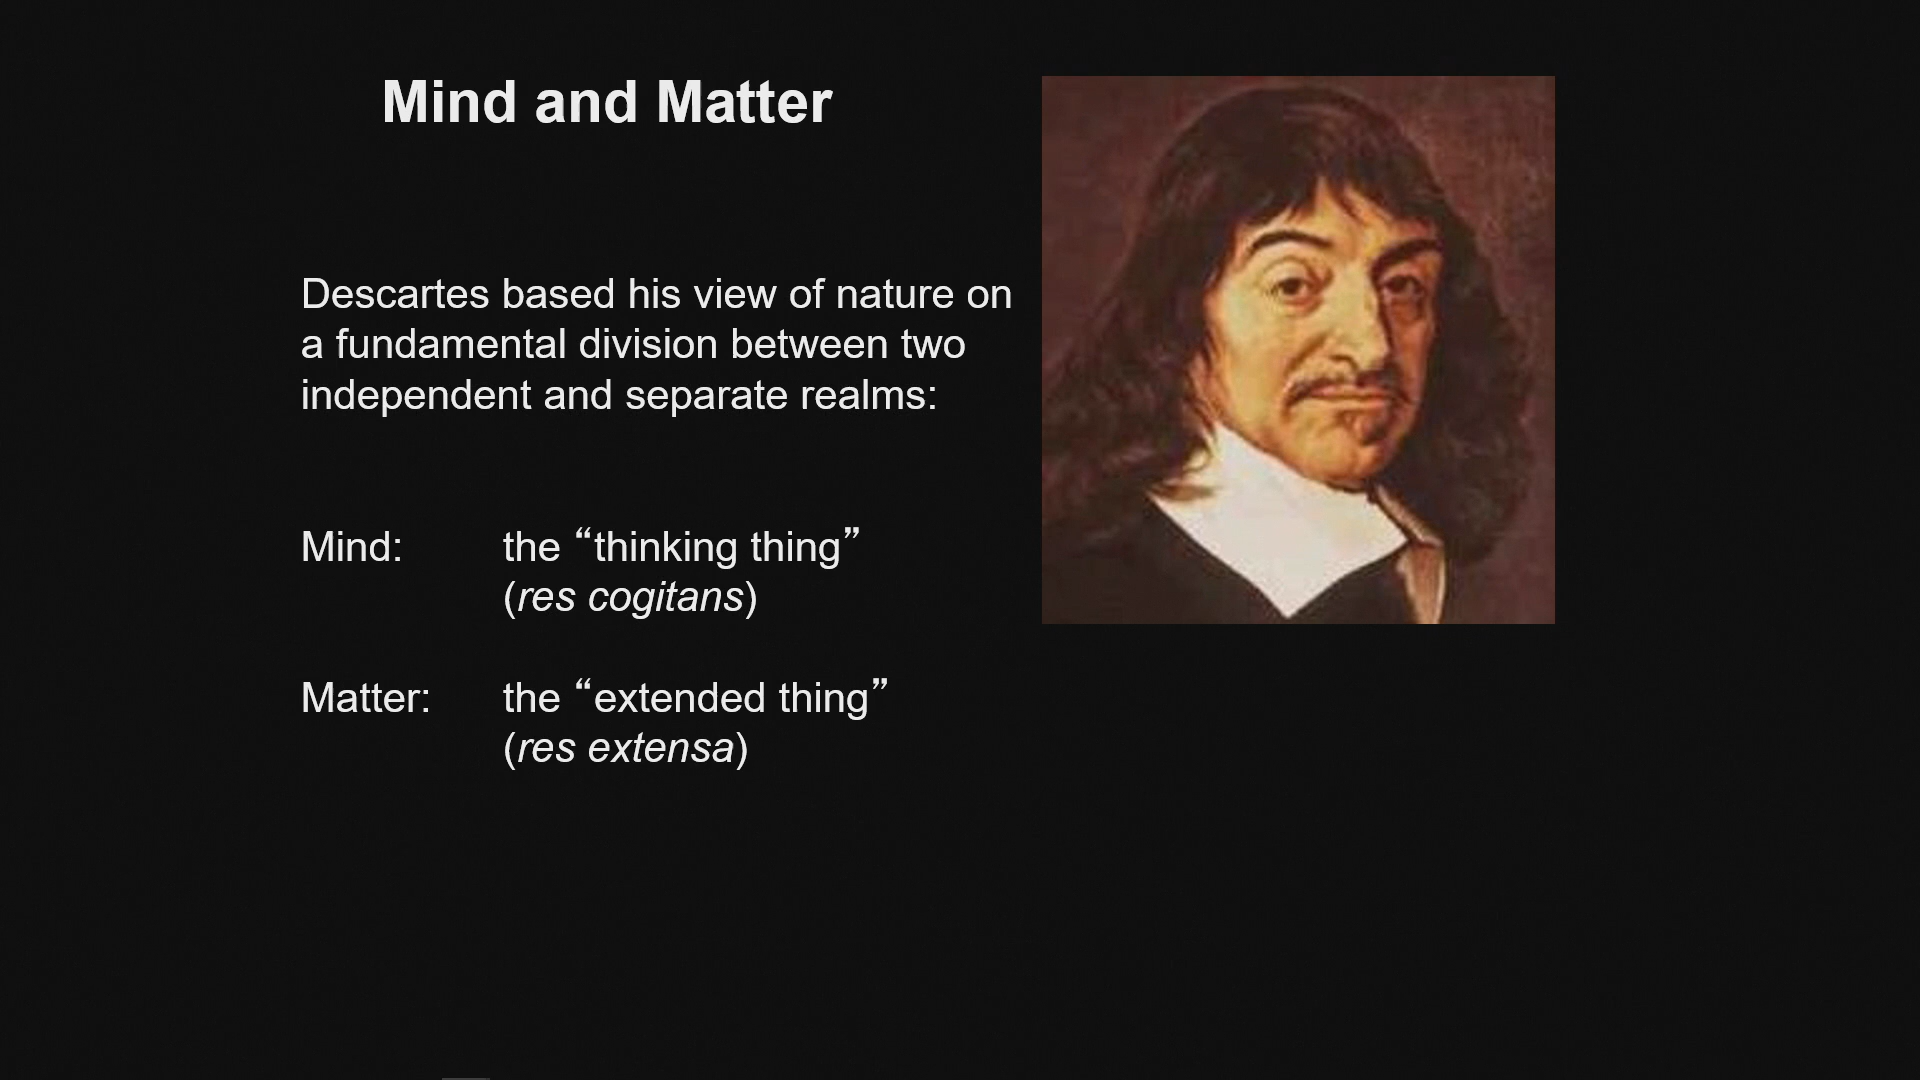 Mind and Matter
Descartes based his view of nature on
a fundamental division between two
independent and separate realms:
Mind: the “thinking thing”
(res cogitans)
Matter: the “extended thing”
(res extensa)